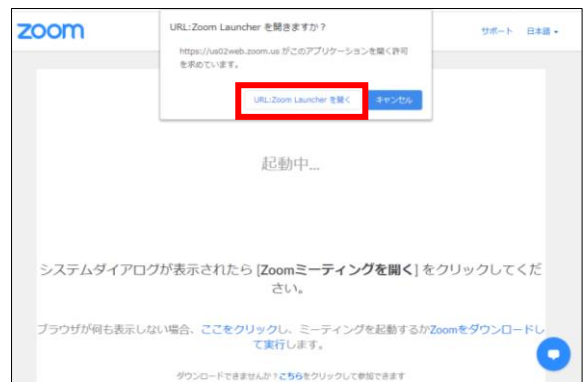 zoom
サポート 日本語
URL:Zoom Launcher を開きますか？
https://us02web.zoom.us がこのアプリケーションを開く許可
を求めています。
URL:Zoom Launcher を開く キャンセル
起動中...
システムダイアログが表示されたら [Zoomミーティングを開く] をクリックしてくだ
さい。
ブラウザが何も表示しない場合、ここをクリックし、ミーティングを起動するかZoomをダウンロードし
て実行します。
ダウンロードできませんか？こちらをクリックして参加できます